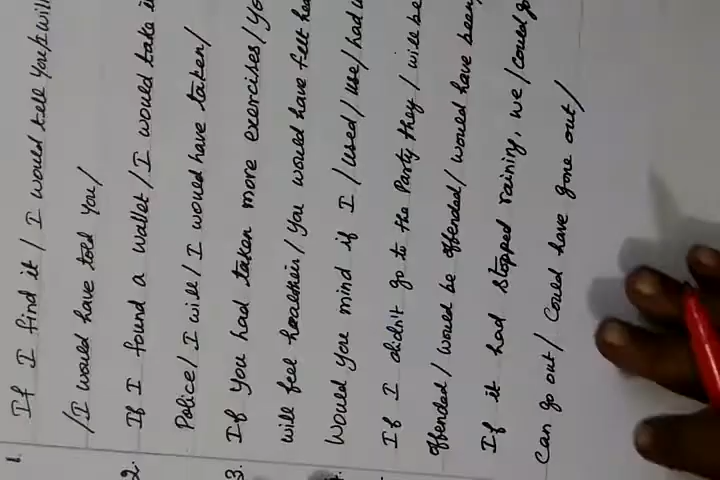 1. If I find it / I would tell you / I will
/ I would have told you /
2. If I found a wallet / I would take
Police / I will / I would have taken /
3. If you had taken more exercises /
will feel healthier / you would have felt
Would you mind if I / used / use / had
If I didn't go to the Party they / will be
offended / would be offended / would have been
If it had stopped raining, we / could
can go out / could have gone out /